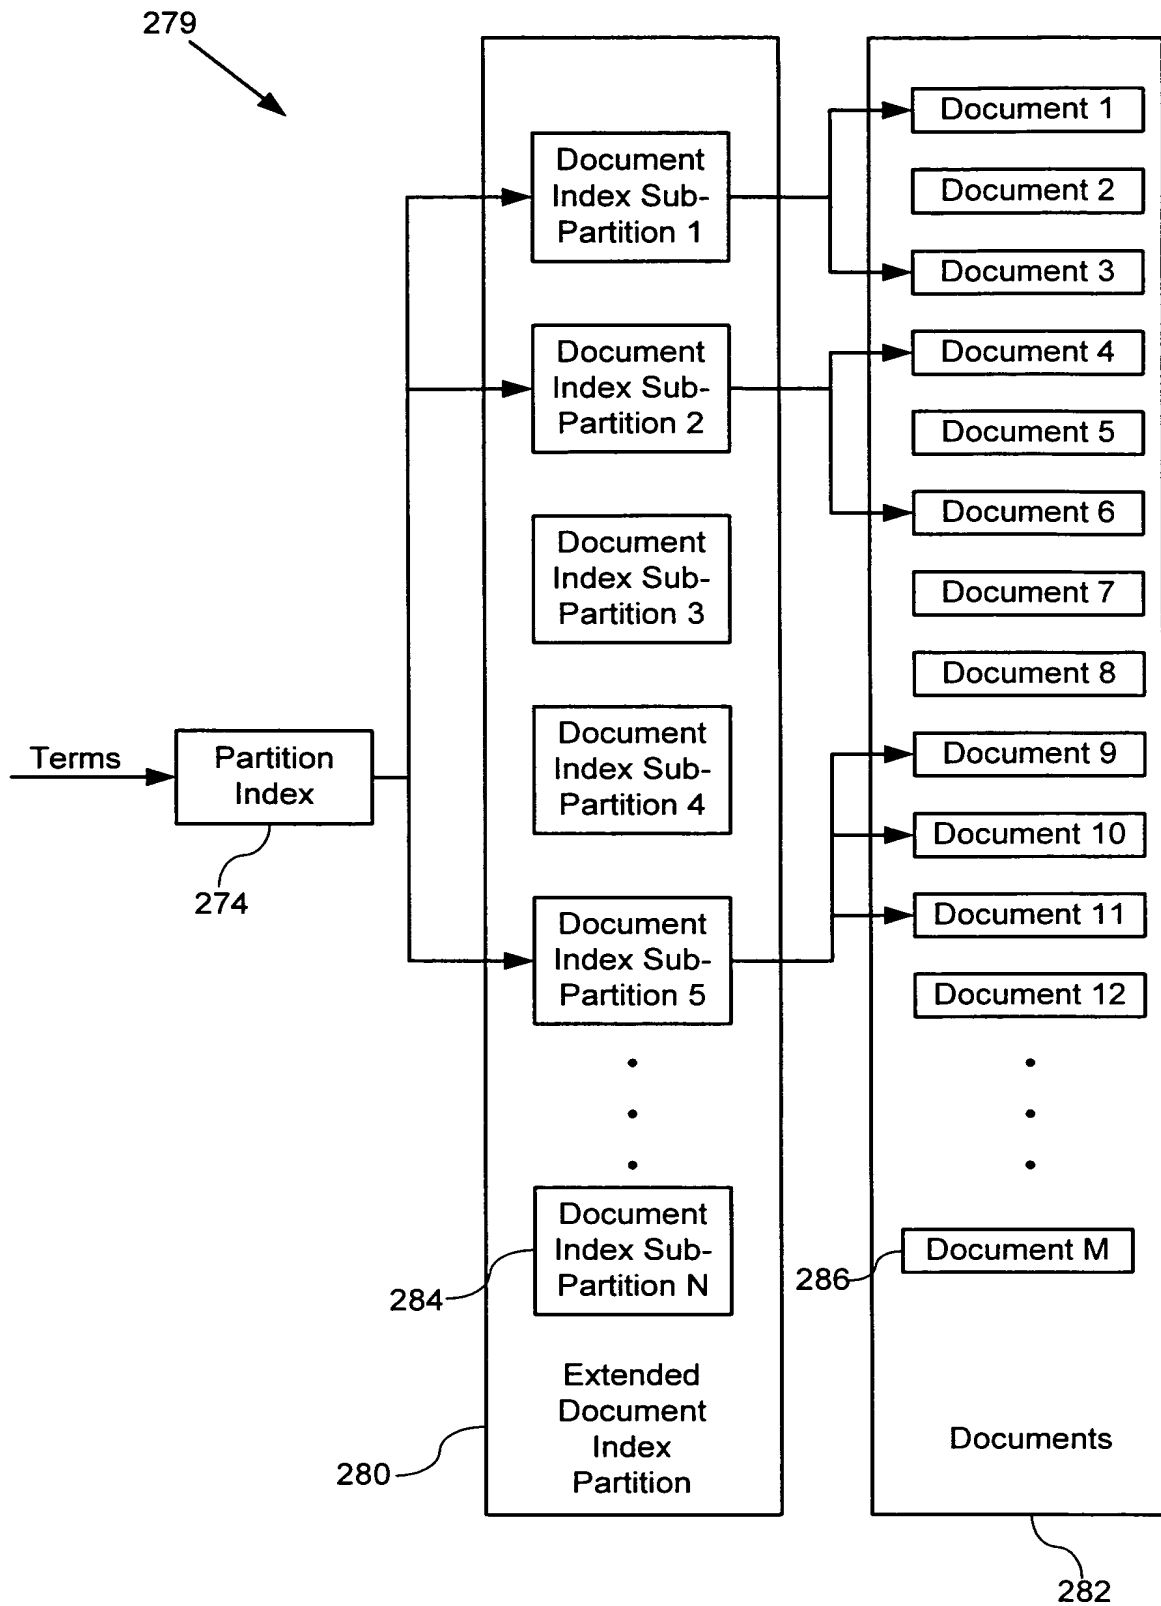 279
Terms
Partition
Index
274
Document
Index Sub-
Partition 1
Document
Index Sub-
Partition 2
Document
Index Sub-
Partition 3
Document
Index Sub-
Partition 4
Document
Index Sub-
Partition 5
Document
Index Sub-
Partition N
284
Extended
Document
Index
Partition
280
Document 1
Document 2
Document 3
Document 4
Document 5
Document 6
Document 7
Document 8
Document 9
Document 10
Document 11
Document 12
Document M
286
Documents
282